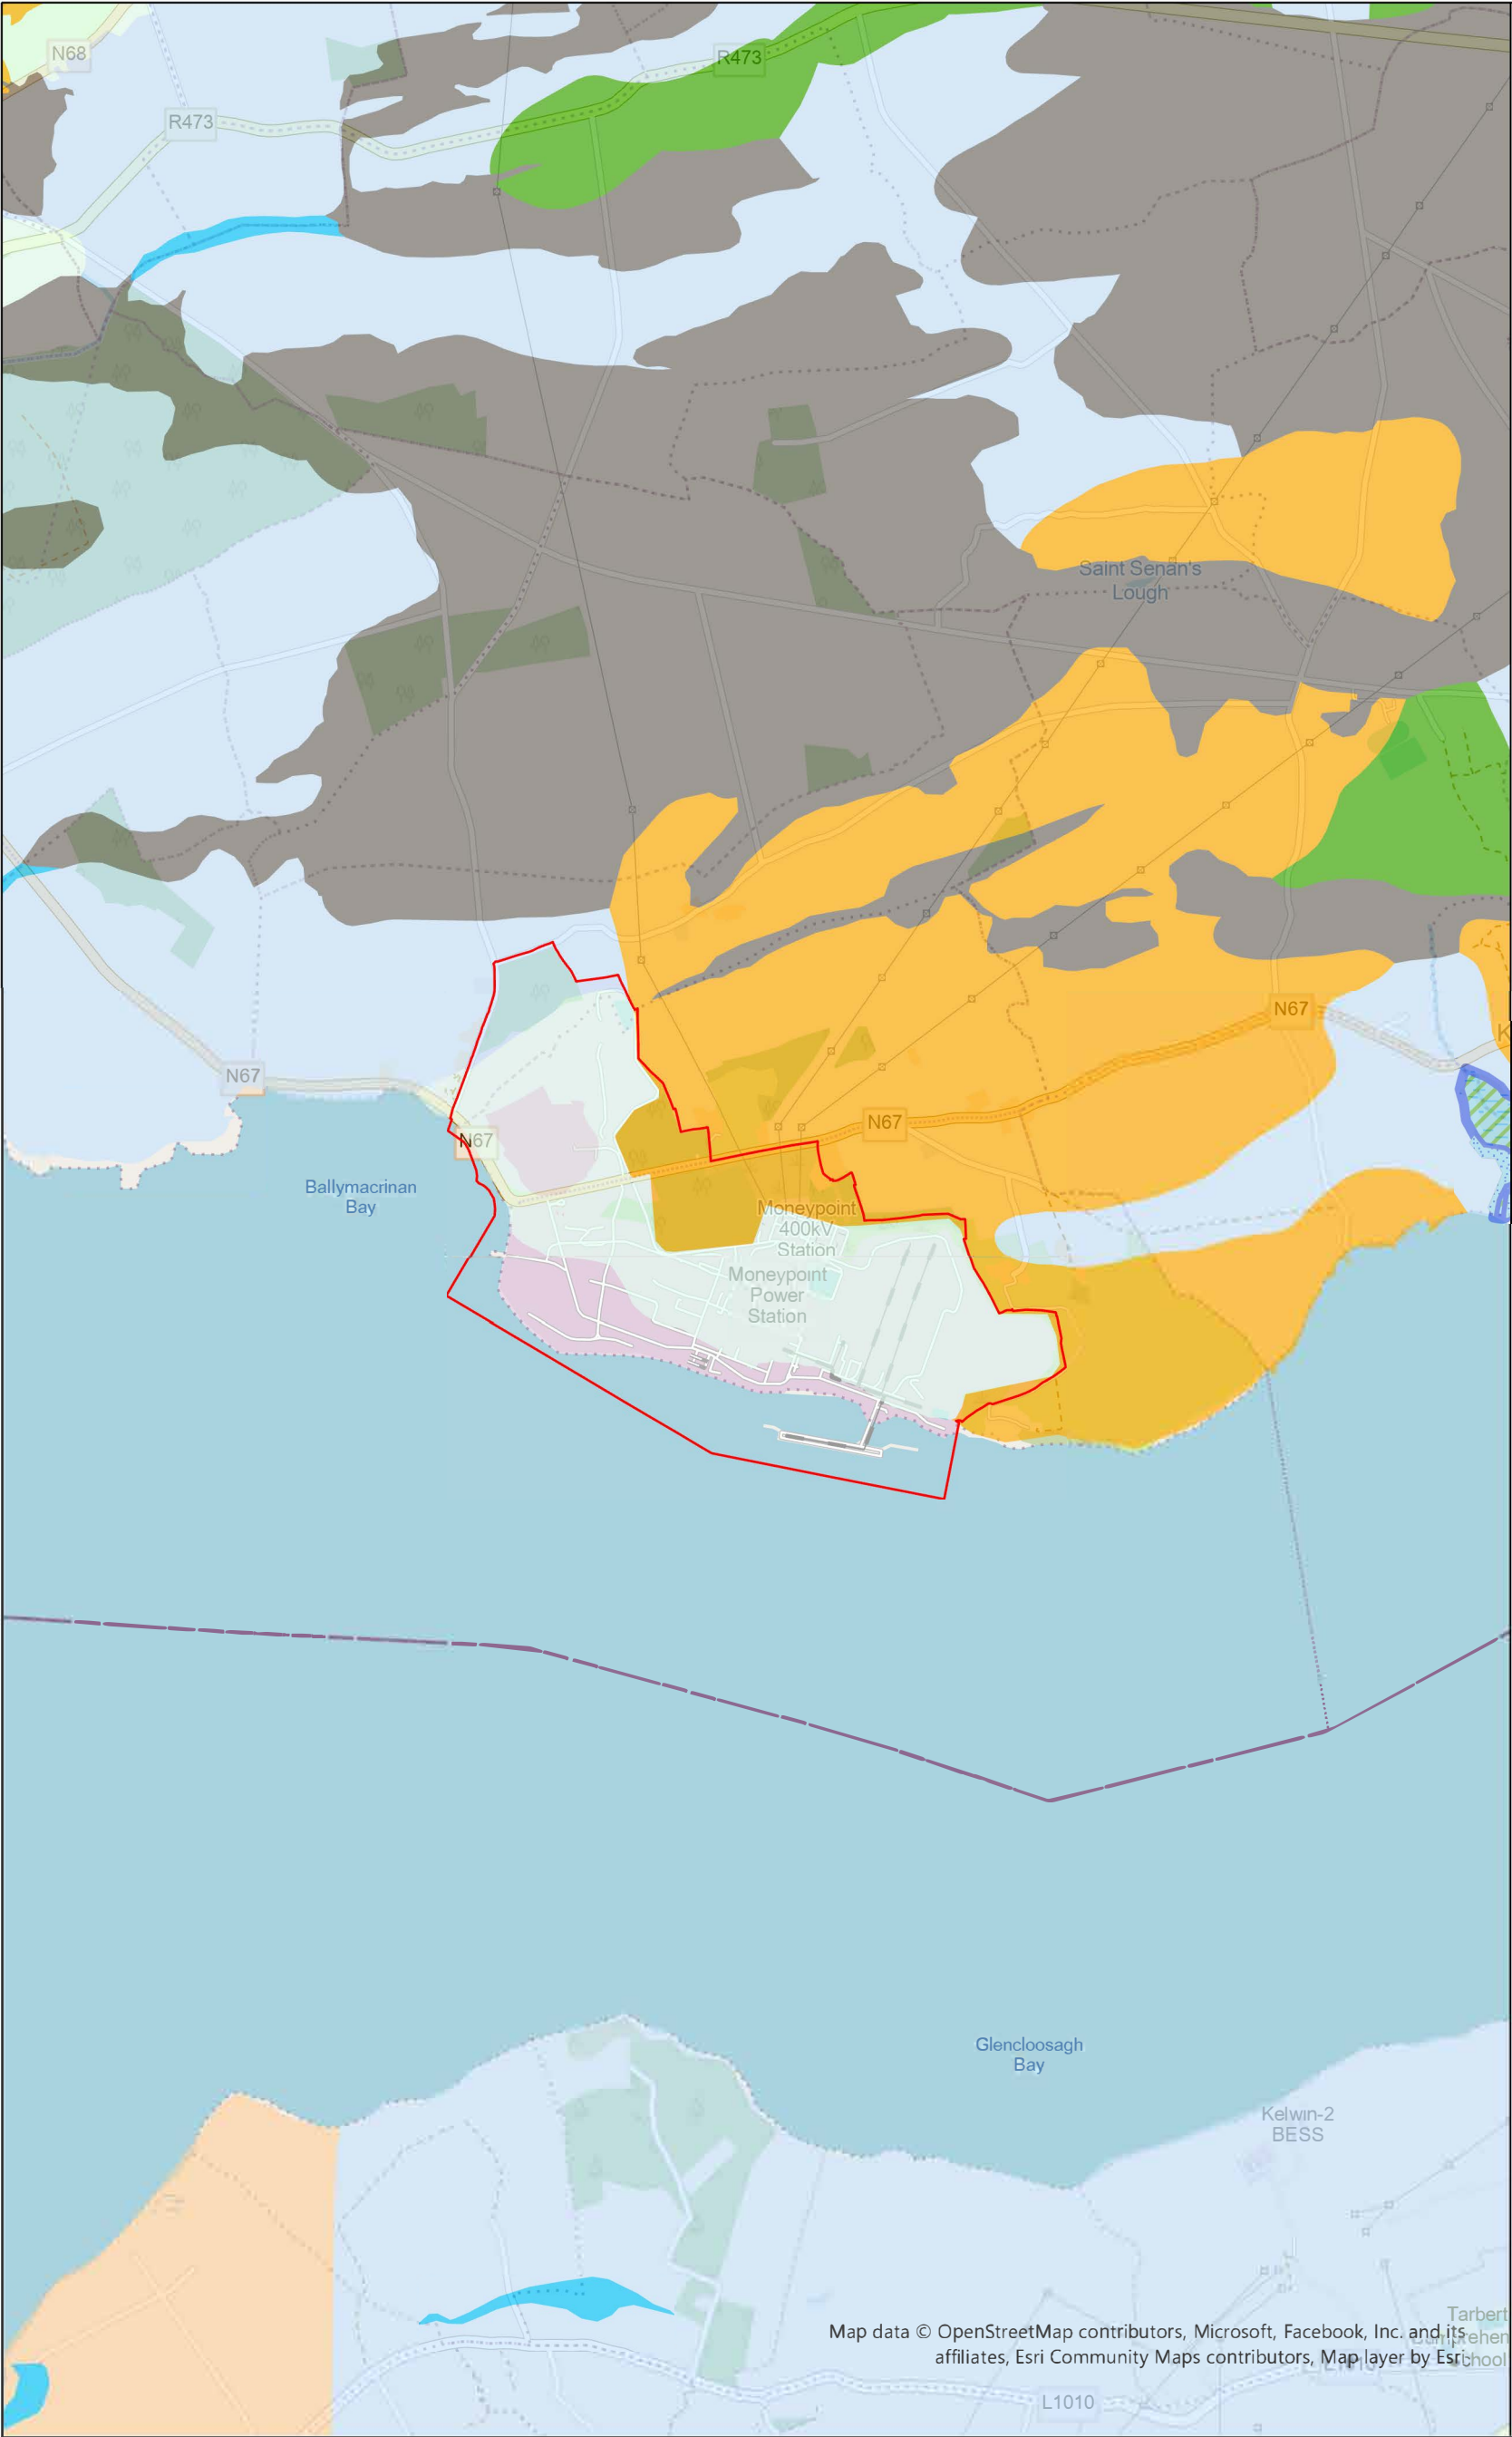 N68
R473
R473
Saint Senan's
Lough
N67
N67
N67
N67
Ballymacrinan
Bay
Moneypoint
400kV
Station
Moneypoint
Power
Station
K
Glencloosagh
Bay
Kelwin-2
BESS
Tarbert
Comprehen
School
Map data © OpenStreetMap contributors, Microsoft, Facebook, Inc. and its
affiliates, Esri Community Maps contributors, Map layer by Esri
L1010